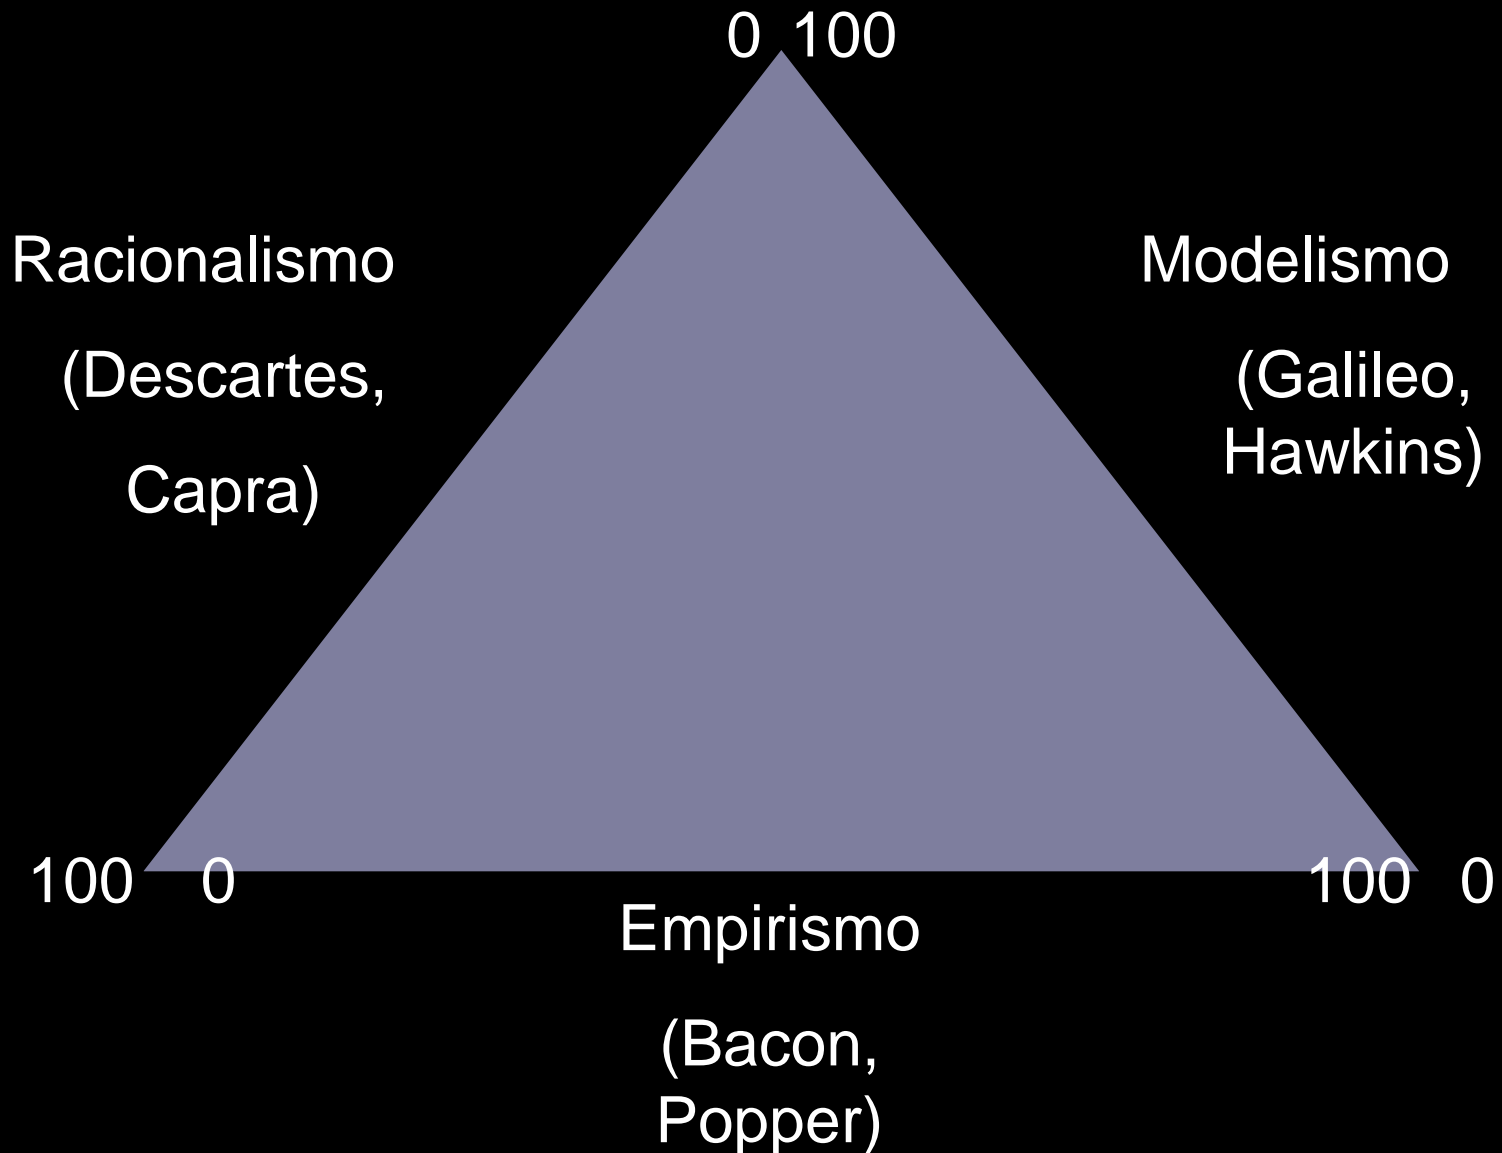 0 100
Racionalismo
(Descartes,
Capra)
Modelismo
(Galileo,
Hawkins)
100 0
100 0
Empirismo
(Bacon,
Popper)